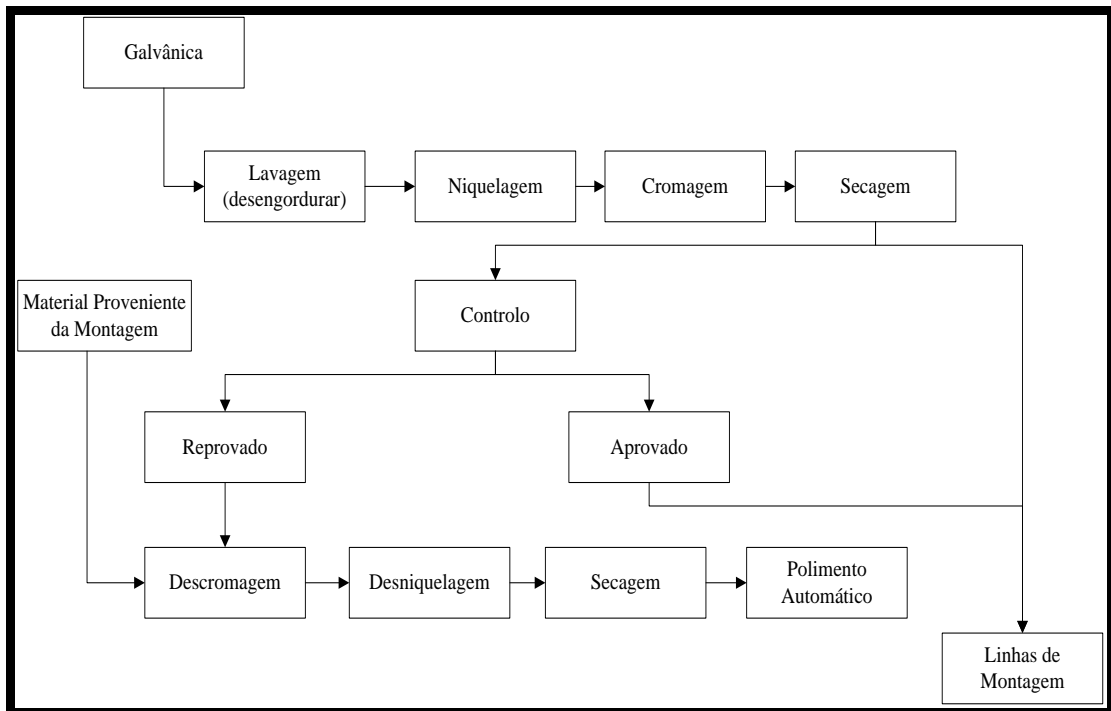 Galvânica
Lavagem
(desengordurar)
Niquelagem
Cromagem
Secagem
Material Proveniente
da Montagem
Controlo
Reprovado
Aprovado
Descromagem
Desniquelagem
Secagem
Polimento
Automático
Linhas de
Montagem